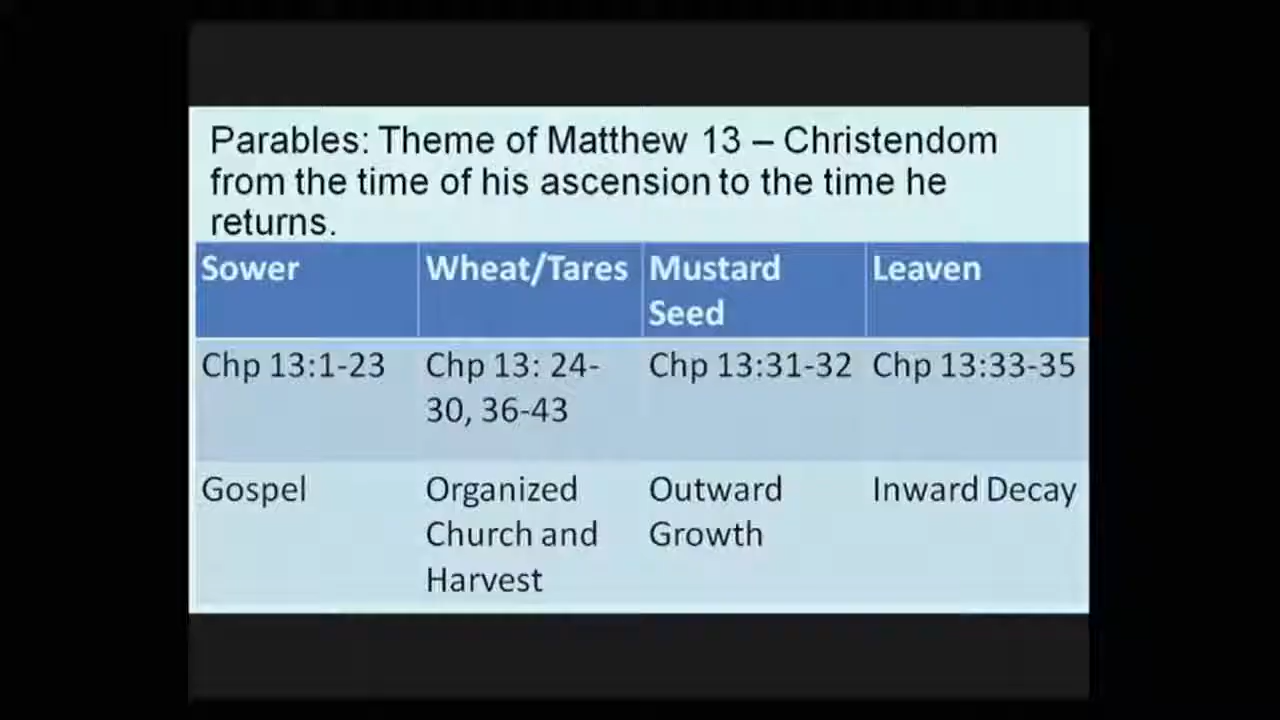 Parables: Theme of Matthew 13 – Christendom
from the time of his ascension to the time he
returns.
Sower
Wheat/Tares
Mustard
Seed
Leaven
Chp 13:1-23
Chp 13: 24-
30, 36-43
Chp 13:31-32
Chp 13:33-35
Gospel
Organized
Church and
Harvest
Outward
Growth
Inward Decay